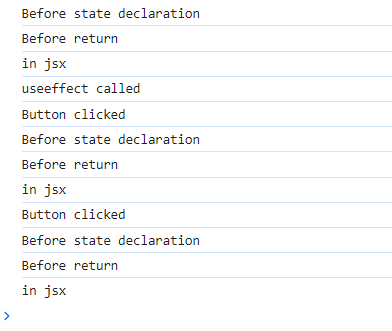 Before state declaration
Before return
in jsx
useeffect called
Button clicked
Before state declaration
Before return
in jsx
Button clicked
Before state declaration
Before return
in jsx